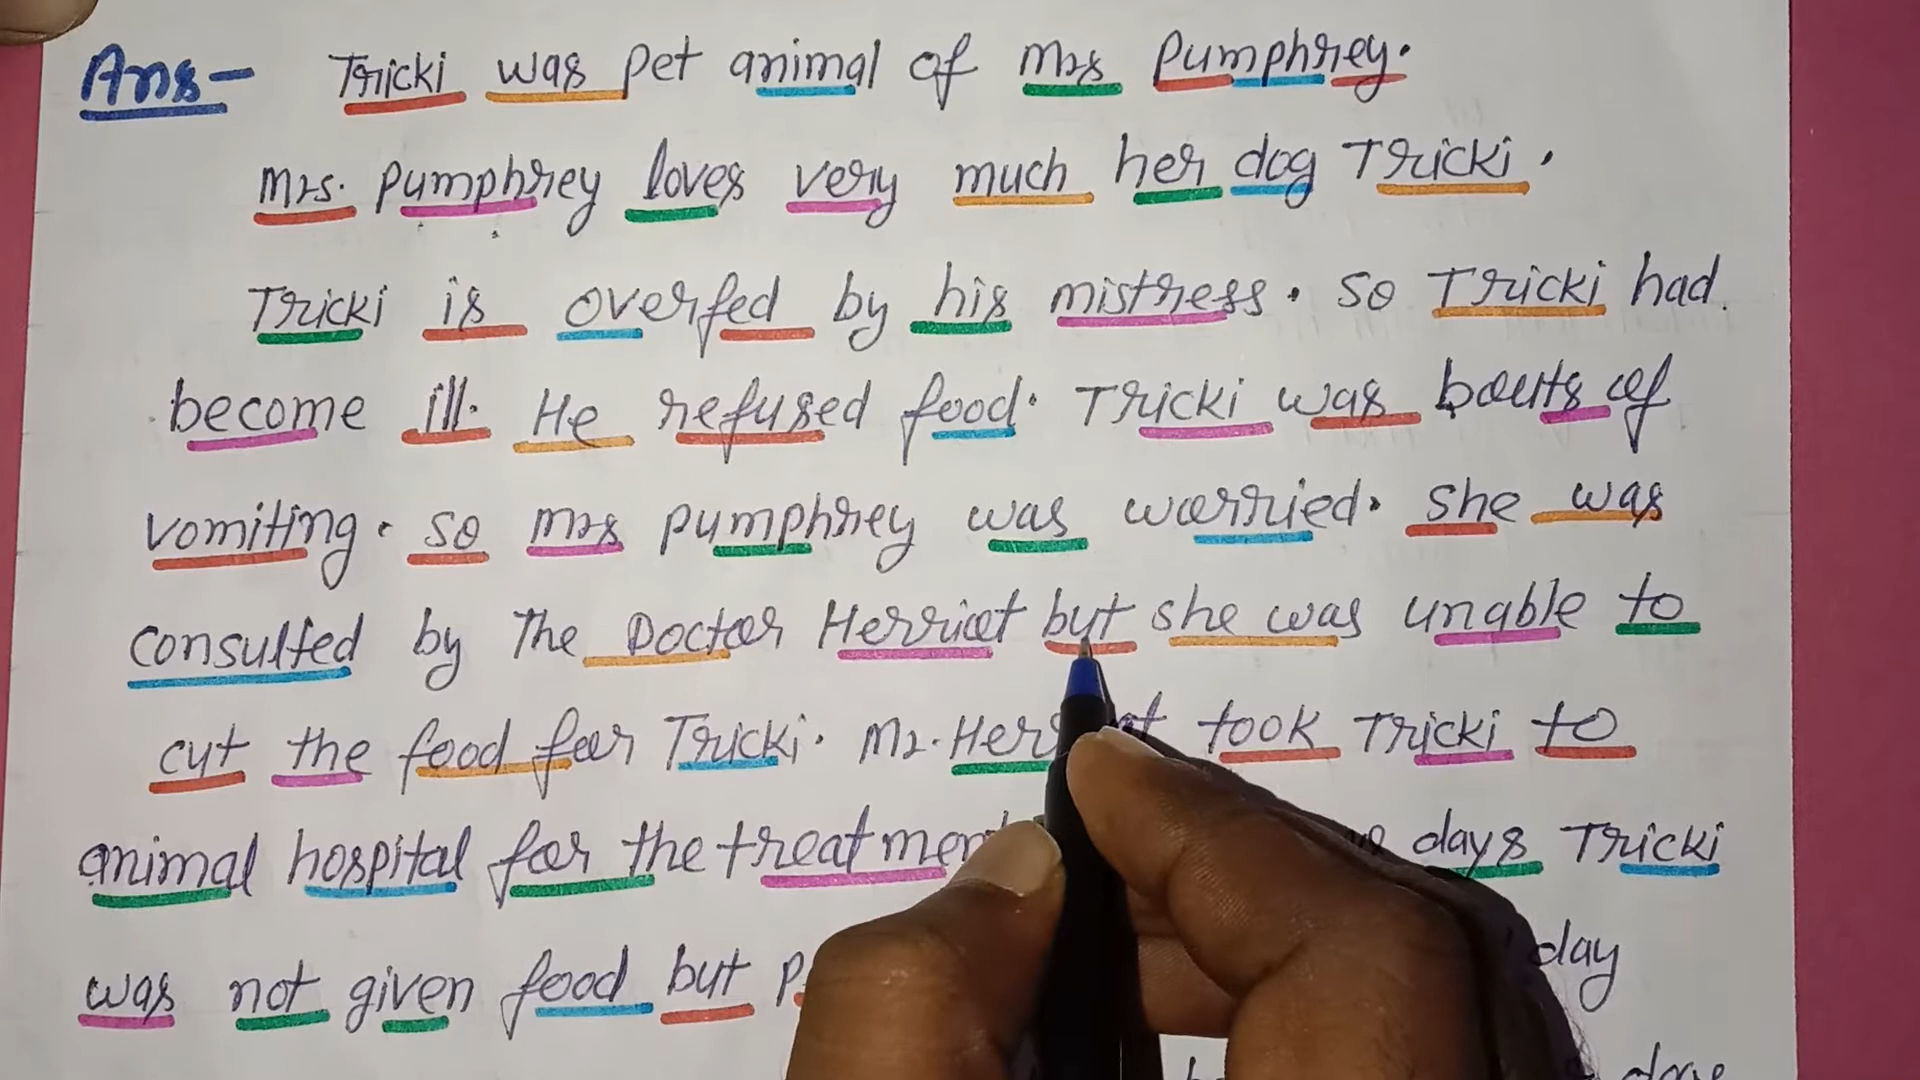 Ans- Tricki was pet animal of Mrs Pumphrey.
Mrs. Pumphrey loves very much her dog Tricki.
Tricki is overfed by his mistress. So Tricki had
become ill. He refused food. Tricki was bouts of
vomiting. so Mrs Pumphrey was worried. She was
consulted by The Doctor Herriot but she was unable to
cut the food for Tricki. Mr. took Tricki to
animal hospital for the days Tricki
was not given food but day